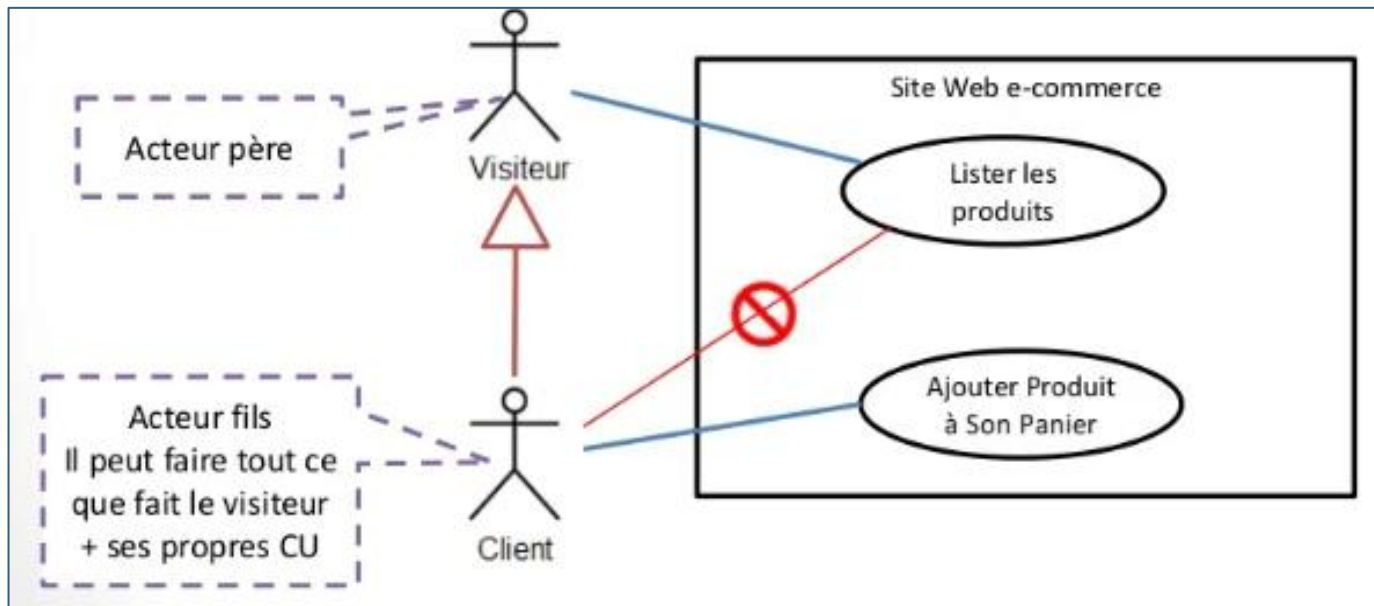 Site Web e-commerce
Acteur père
Visiteur
Lister les
produits
Acteur fils
Il peut faire tout ce
que fait le visiteur
+ ses propres CU
Client
Ajouter Produit
à Son Panier